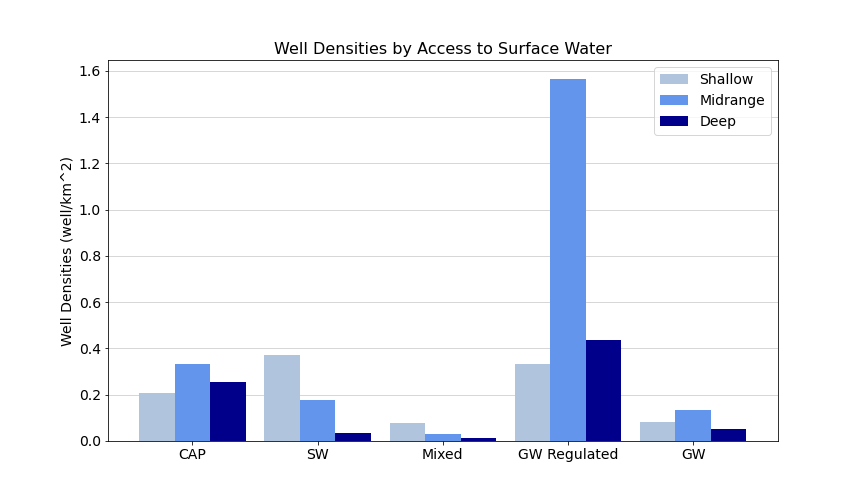 Well Densities by Access to Surface Water
Shallow
Midrange
Deep
Well Densities (well/km^2)
1.6
1.4
1.2
1.0
0.8
0.6
0.4
0.2
0.0
CAP
SW
Mixed
GW Regulated
GW